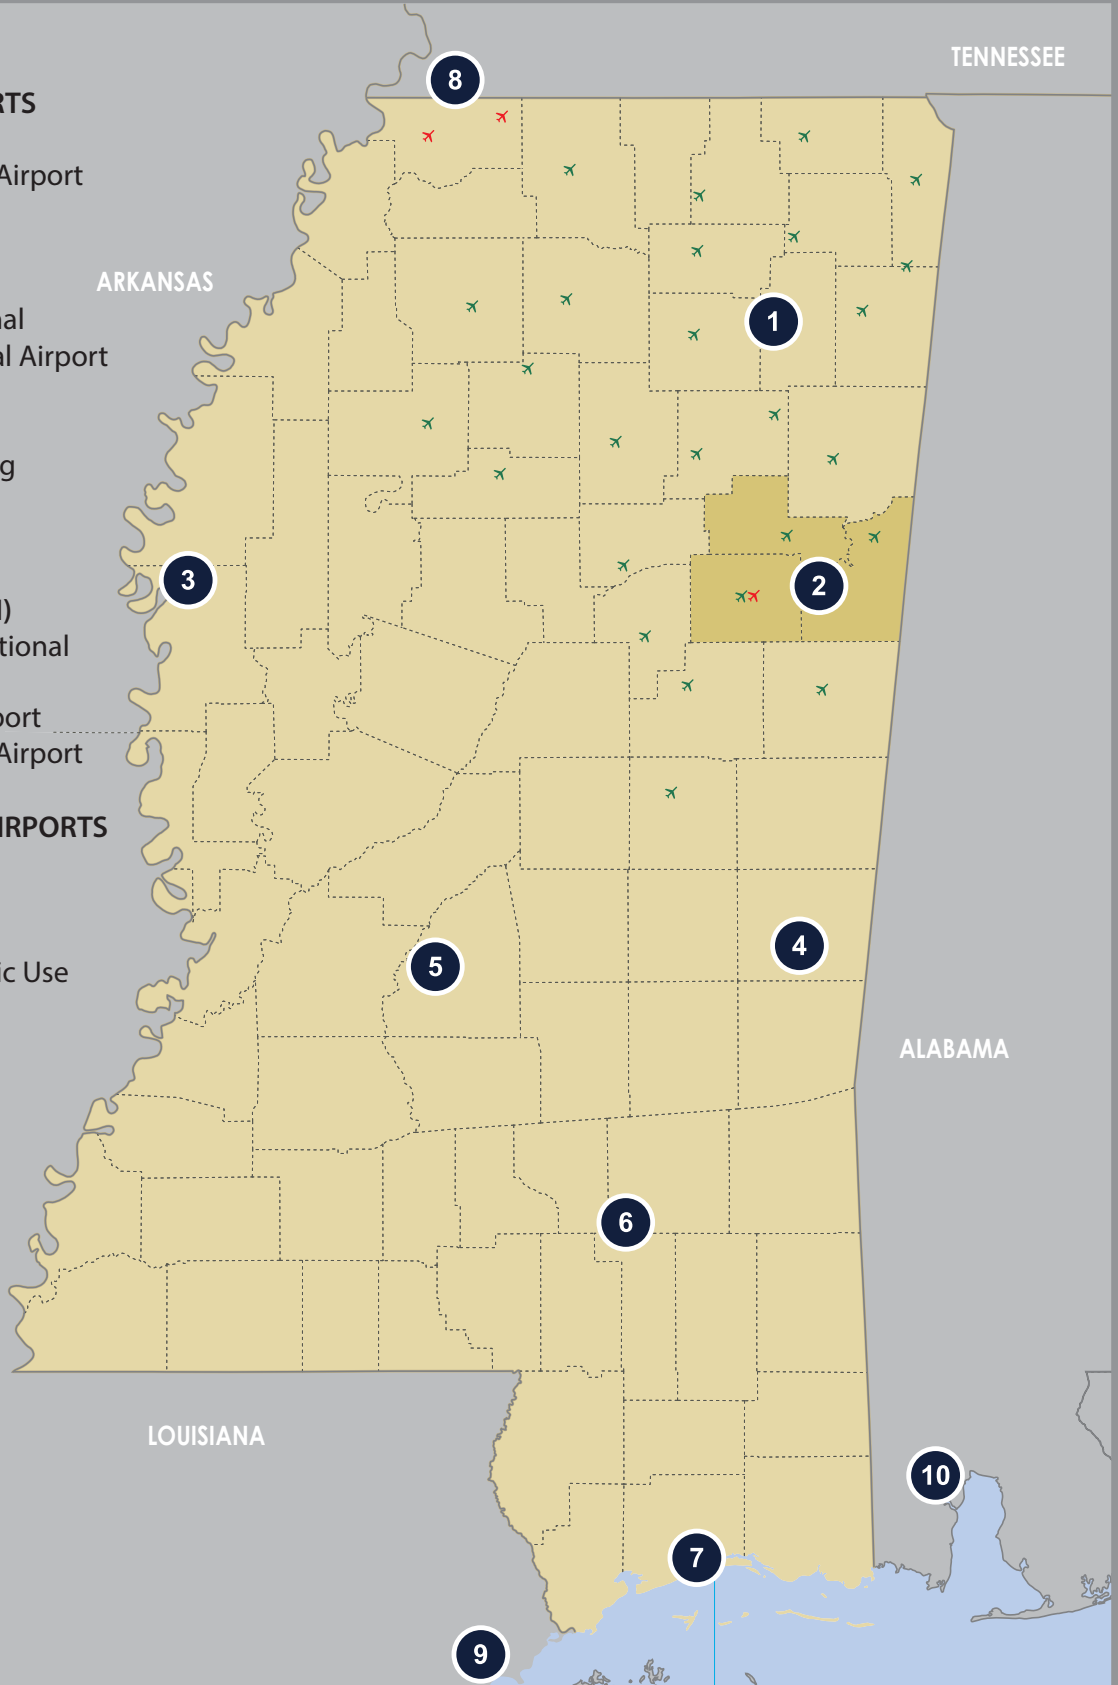 TENNESSEE
8
RTS
Airport
ARKANSAS
al
1
al Airport
g
3
2
l)
tional
port
Airport
IRPORTS
4
5
ic Use
ALABAMA
6
LOUISIANA
10
7
9